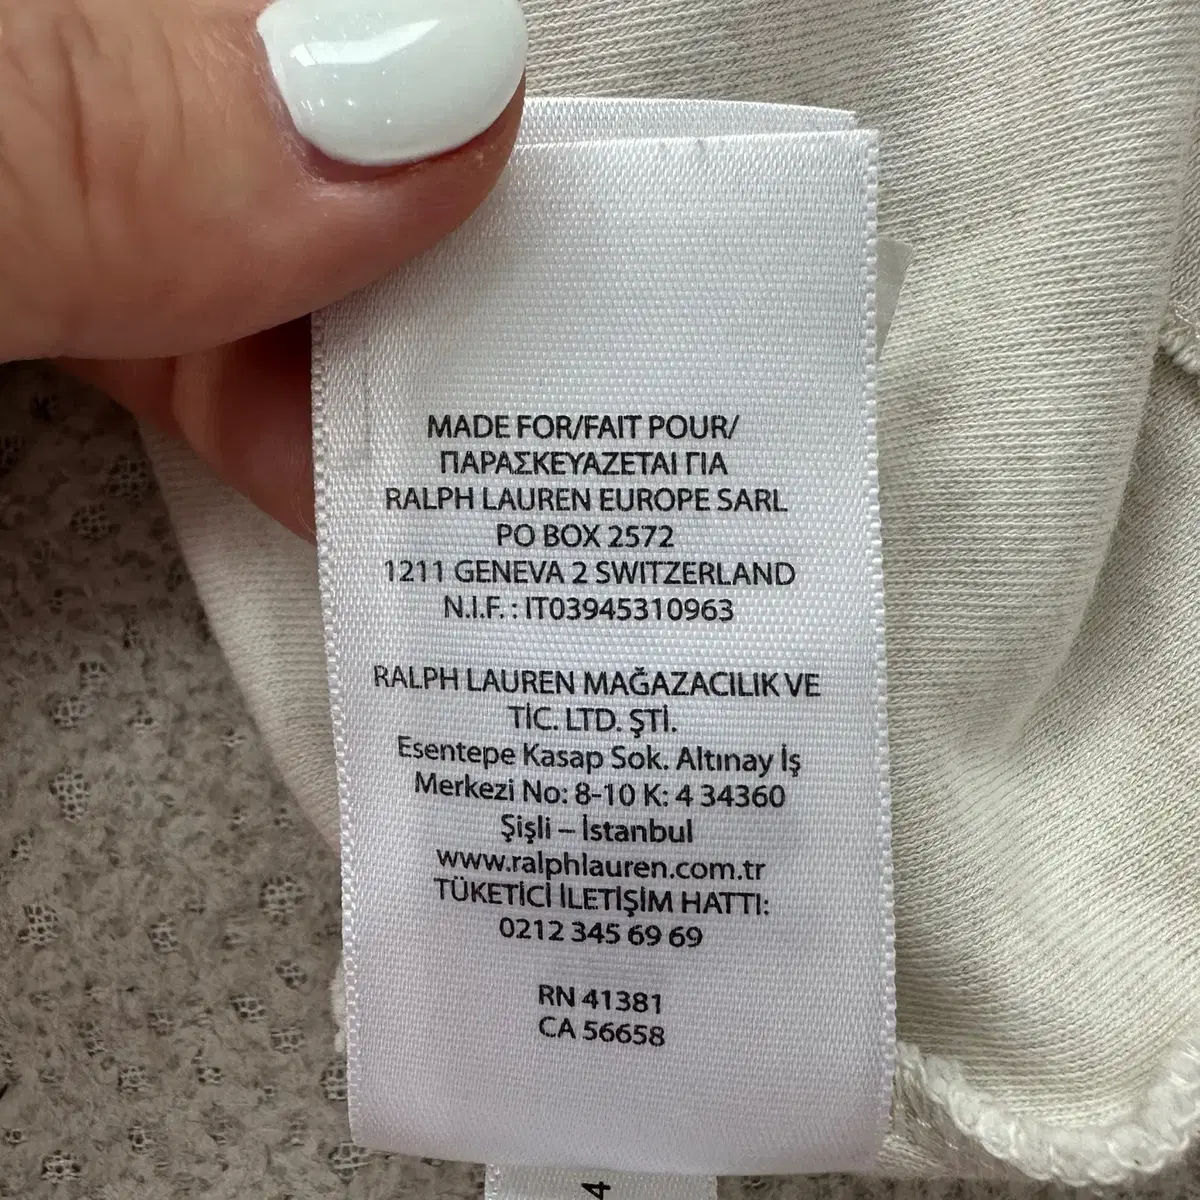 MADE FOR/FAIT POUR/
ΠΑΡΑΣΚΕΥΑΖΕΤΑΙ ΓΙΑ
RALPH LAUREN EUROPE SARL
PO BOX 2572
1211 GENEVA 2 SWITZERLAND
N.I.F. : IT03945310963
RALPH LAUREN MAĞAZACILIK VE
TİC. LTD. ŞTİ.
Esentepe Kasap Sok. Altınay İş
Merkezi No: 8-10 K: 4 34360
Şişli – İstanbul
www.ralphlauren.com.tr
TÜKETİCİ İLETİŞİM HATTI:
0212 345 69 69
RN 41381
CA 56658
4